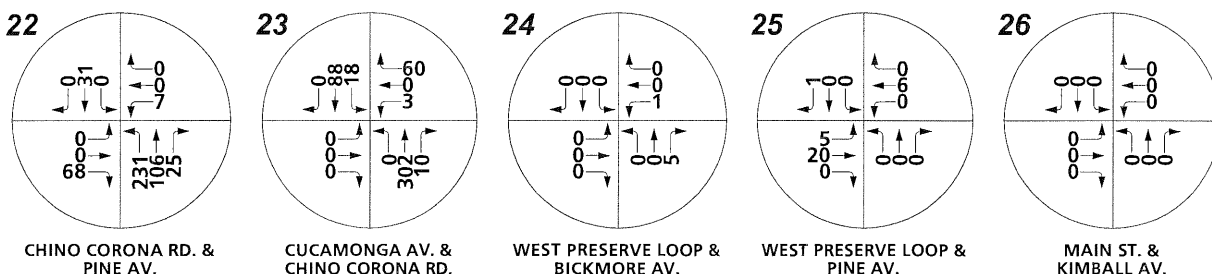 22
0 31 0
0
0
7
0
0
68
231 106 25
CHINO CORONA RD. &
PINE AV.
23
0 88 18
60
0
3
0
0
0
0 302 10
CUCAMONGA AV. &
CHINO CORONA RD.
24
0 0 0
0
0
1
0
0
0
0 0 5
WEST PRESERVE LOOP &
BICKMORE AV.
25
1 0 0
0
6
0
5
20
0
0 0 0
WEST PRESERVE LOOP &
PINE AV.
26
0 0 0
0
0
0
0
0
0
0 0 0
MAIN ST. &
KIMBALL AV.